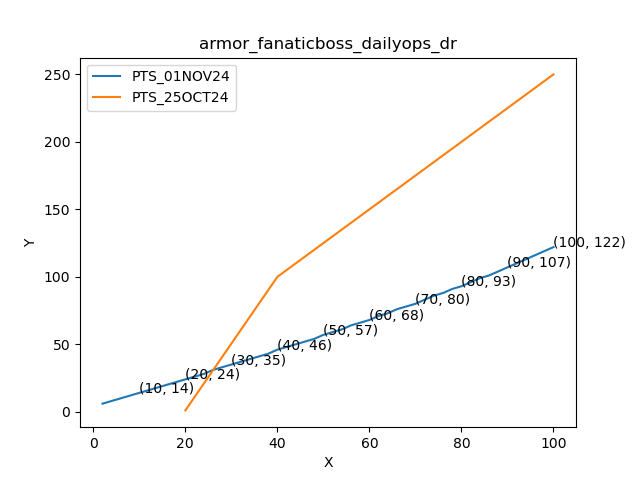 armor_fanaticboss_dailyops_dr
PTS_01NOV24
PTS_25OCT24
250
200
150
100
50
0
Y
(100, 122)
(90, 107)
(80, 93)
(70, 80)
(60, 68)
(50, 57)
(40, 46)
(30, 35)
(20, 24)
(10, 14)
0 20 40 60 80 100
X